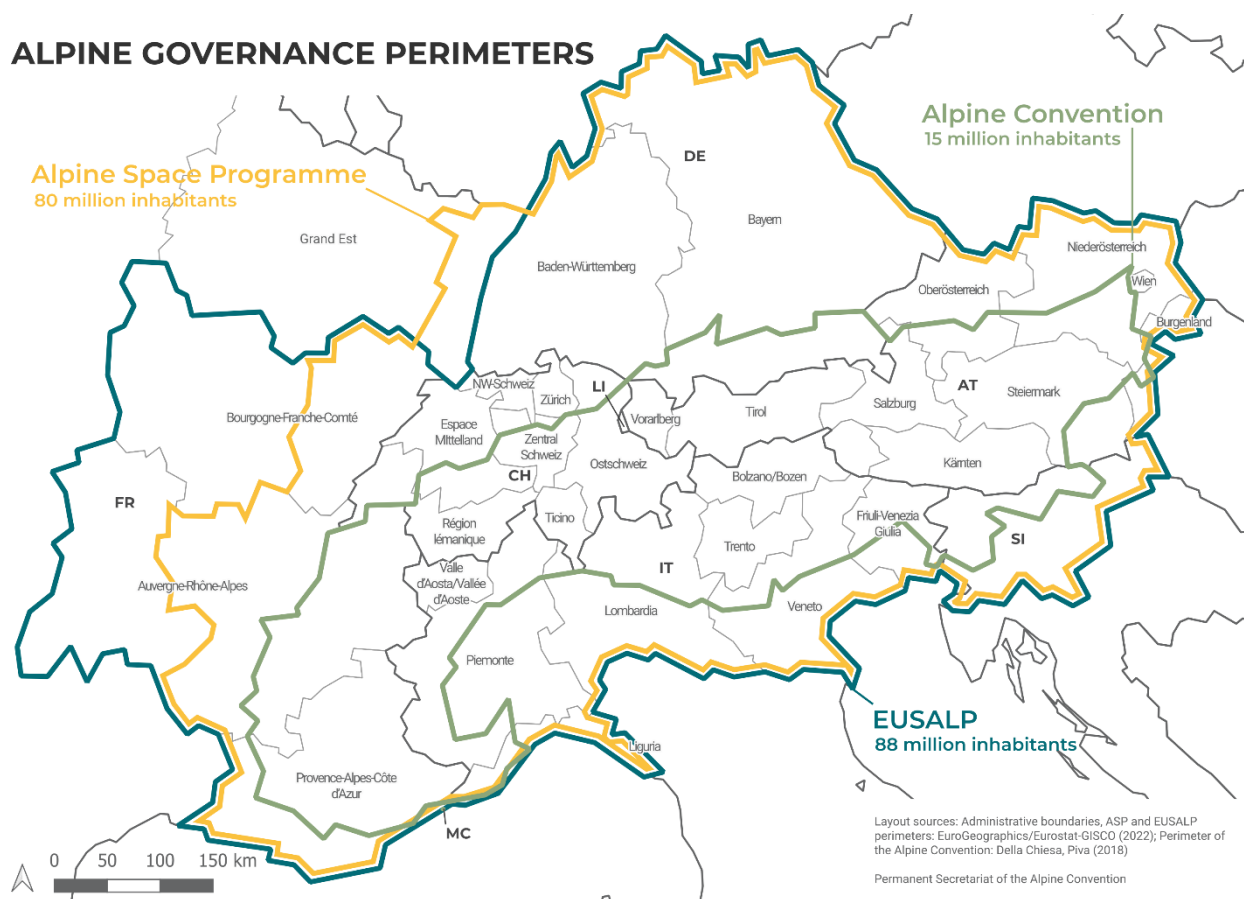 ALPINE GOVERNANCE PERIMETERS
Alpine Convention
15 million inhabitants
DE
Alpine Space Programme
80 million inhabitants
Grand Est
Bayern
Niederösterreich
Baden-Württemberg
Oberösterreich
Wien
Burgenland
NW-Schweiz
LI
AT
Zürich
Steiermark
Salzburg
Tirol
Vorarlberg
Bourgogne-Franche-Comté
Espace
MIttelland
Zentral
Schweiz
Ostschweiz
Kärnten
CH
Bolzano/Bozen
FR
Région
lémanique
Ticino
Friuli-Venezia
Giulia
SI
Trento
IT
Valle
d'Aosta/Vallée
d'Aoste
Auvergne-Rhône-Alpes
Lombardia
Veneto
Piemonte
EUSALP
88 million inhabitants
Liguria
Provence-Alpes-Côte
d'Azur
MC
Layout sources: Administrative boundaries, ASP and EUSALP
perimeters: EuroGeographics/Eurostat-GISCO (2022); Perimeter of
the Alpine Convention: Della Chiesa, Piva (2018)
Permanent Secretariat of the Alpine Convention
0 50 100 150 km